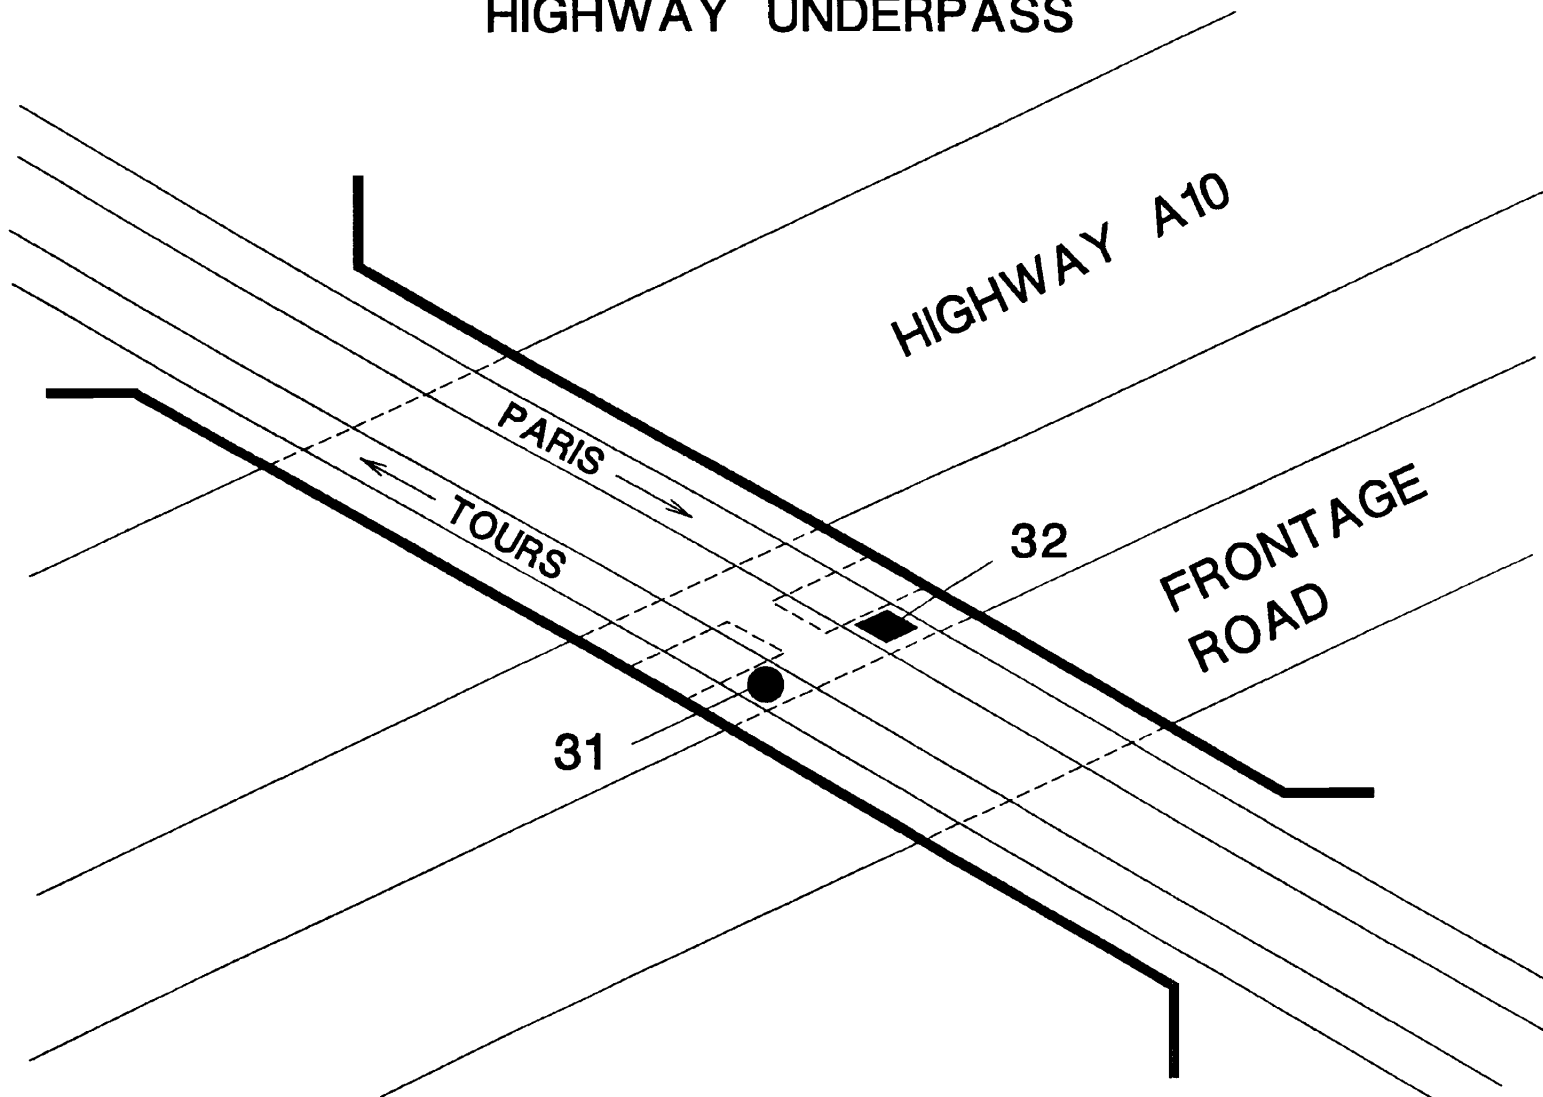 HIGHWAY UNDERPASS
HIGHWAY A10
PARIS
TOURS
32
FRONTAGE
ROAD
31